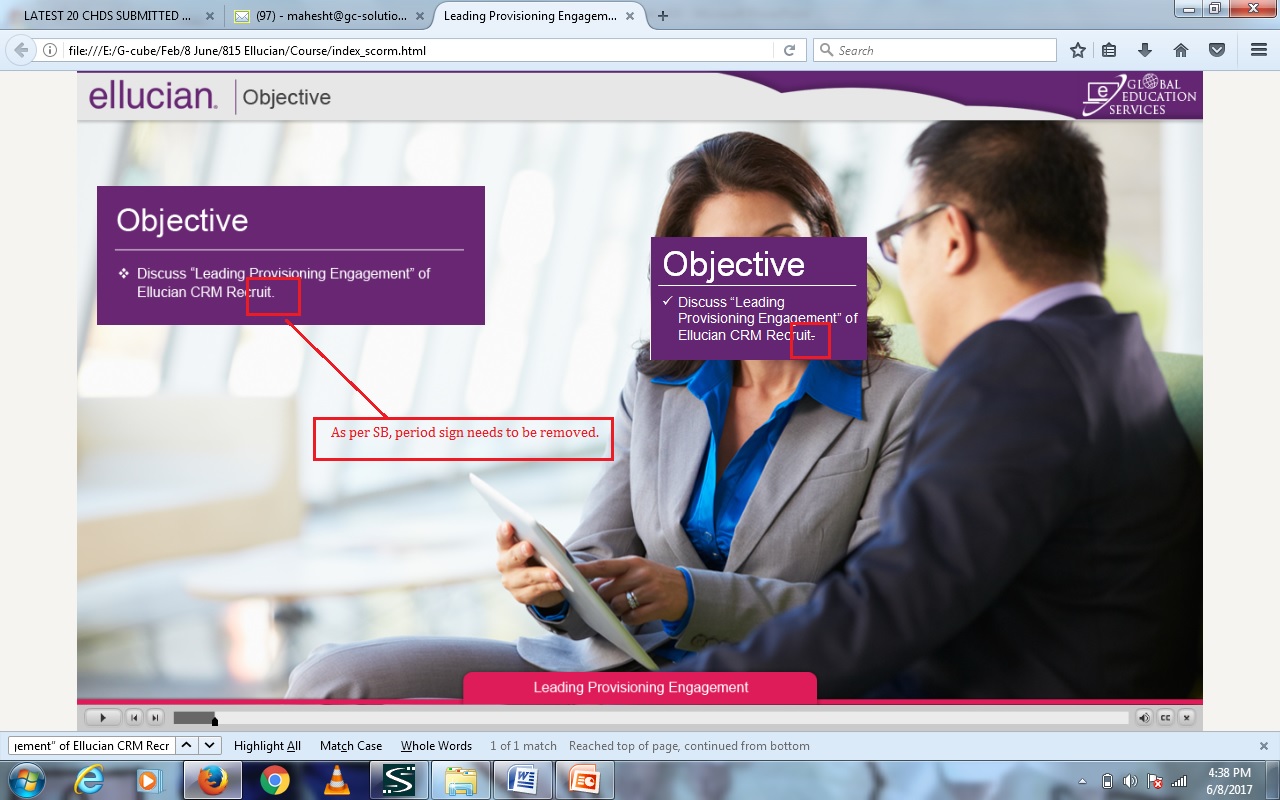 LATEST 20 CHDS SUBMITTED ...
(97) - mahesht@gc-solutio...
Leading Provisioning Engagem...
file:///E:/G-cube/Feb/8 June/815 Ellucian/Course/index_scorm.html
Search
ellucian.
Objective
GLOBAL
EDUCATION
SERVICES
Objective
❖ Discuss “Leading Provisioning Engagement” of
Ellucian CRM Recruit.
Objective
✓ Discuss “Leading
Provisioning Engagement” of
Ellucian CRM Recruit.
As per SB, period sign needs to be removed.
Leading Provisioning Engagement
CC
ement” of Ellucian CRM Recr
Highlight All
Match Case
Whole Words
1 of 1 match
Reached top of page, continued from bottom
4:38 PM
6/8/2017